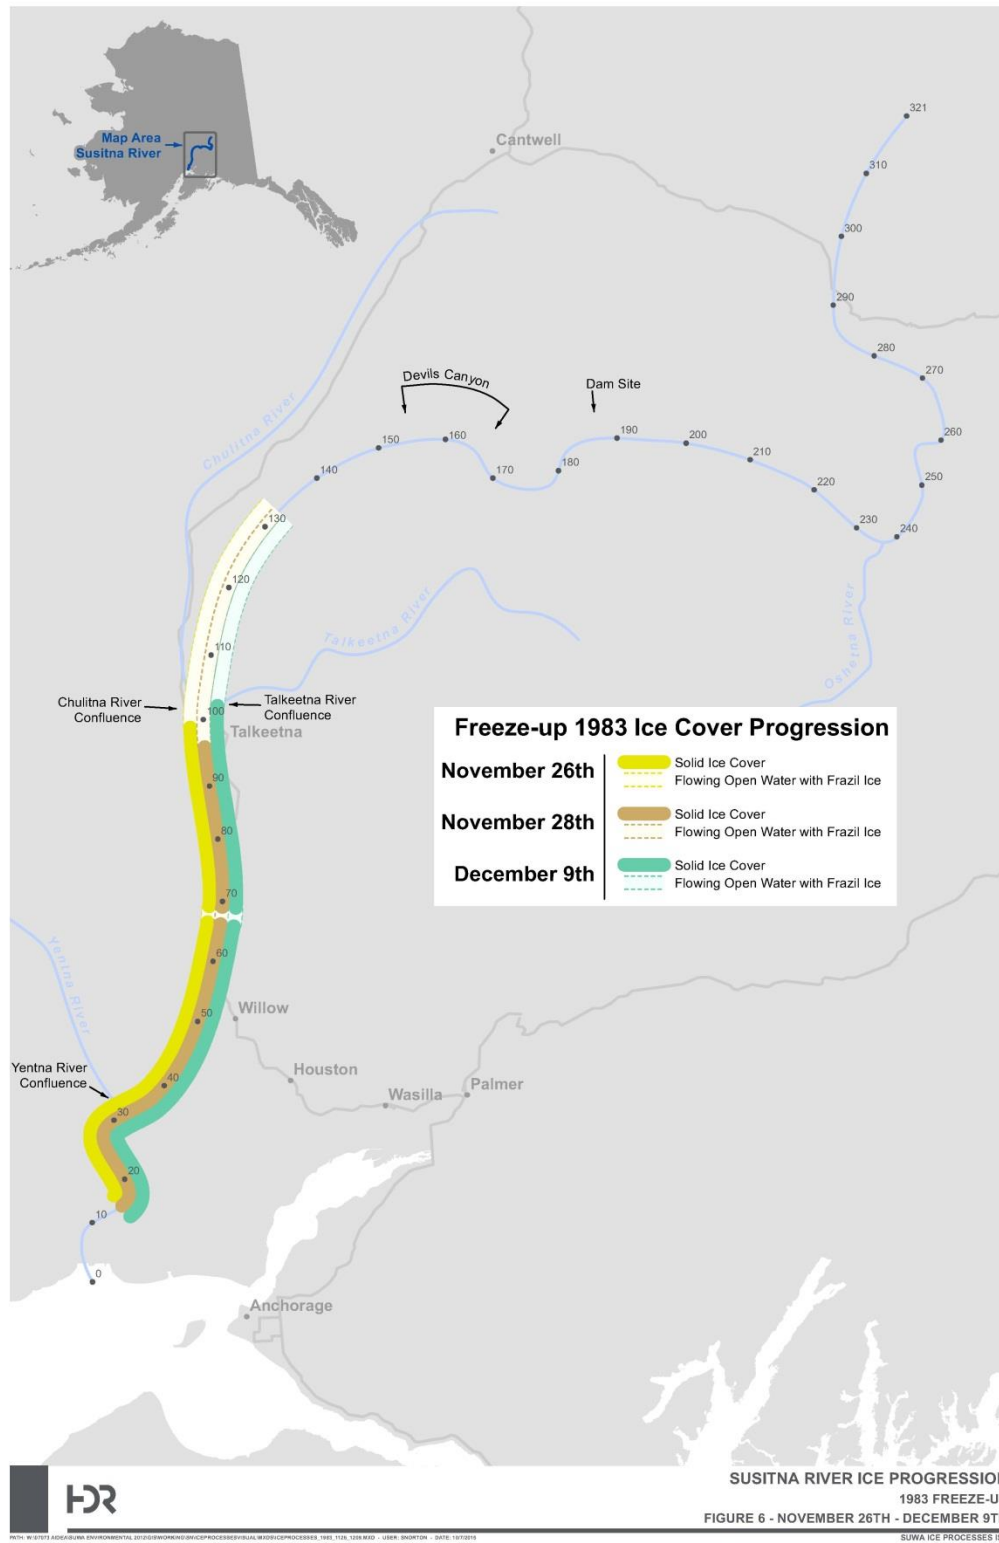 Map Area
Susitna River
Cantwell
321
310
300
290
280
270
260
250
240
230
220
210
200
190
180
170
160
150
140
130
120
110
100
90
80
70
60
50
40
30
20
10
0
Devils Canyon
Dam Site
Chulitna River
Talkeetna River
Oshetna River
Yentna River
Chulitna River
Confluence
Talkeetna River
Confluence
Talkeetna
Freeze-up 1983 Ice Cover Progression
November 26th
Solid Ice Cover
Flowing Open Water with Frazil Ice
November 28th
Solid Ice Cover
Flowing Open Water with Frazil Ice
December 9th
Solid Ice Cover
Flowing Open Water with Frazil Ice
Willow
Houston
Wasilla
Palmer
Yentna River
Confluence
Anchorage
HDR
SUSITNA RIVER ICE PROGRESSION
1983 FREEZE-U
FIGURE 6 - NOVEMBER 26TH - DECEMBER 9T
SUWA ICE PROCESSES